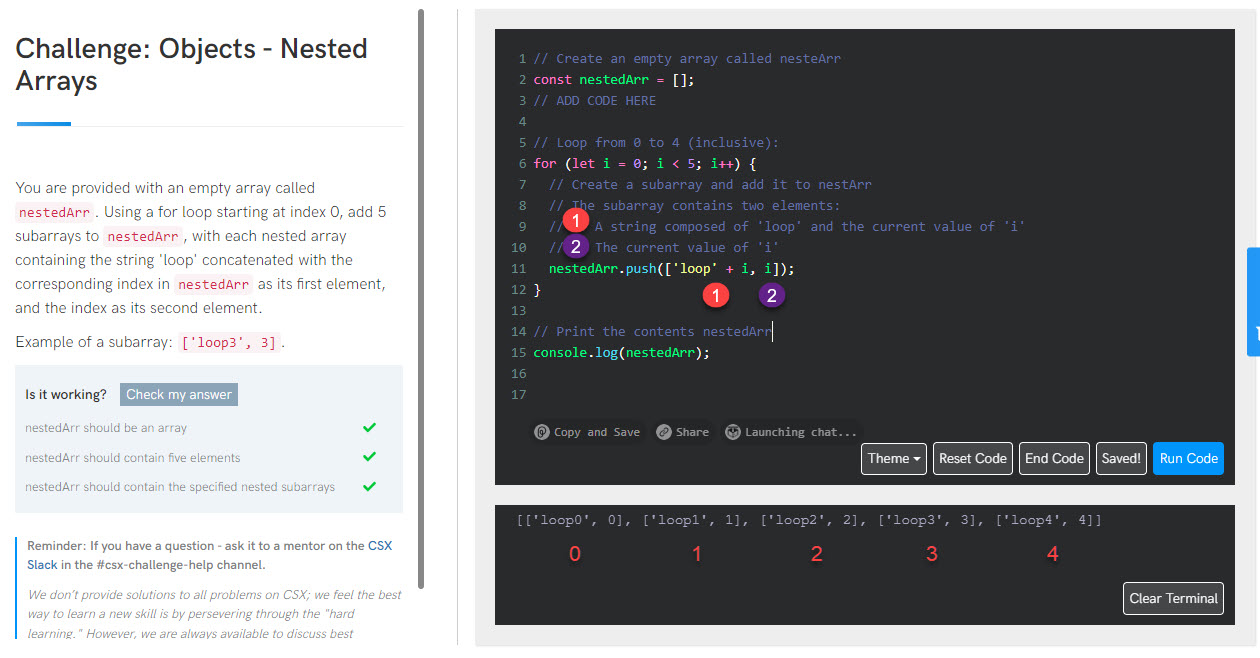 Challenge: Objects - Nested
Arrays
You are provided with an empty array called
nestedArr . Using a for loop starting at index 0, add 5
subarrays to nestedArr , with each nested array
containing the string 'loop' concatenated with the
corresponding index in nestedArr as its first element,
and the index as its second element.
Example of a subarray: ['loop3', 3] .
Is it working? Check my answer
nestedArr should be an array
nestedArr should contain five elements
nestedArr should contain the specified nested subarrays
Reminder: If you have a question - ask it to a mentor on the CSX
Slack in the #csx-challenge-help channel.
We don't provide solutions to all problems on CSX; we feel the best
way to learn a new skill is by persevering through the "hard
learning." However, we are always available to discuss best
1 // Create an empty array called nesteArr
2 const nestedArr = [];
3 // ADD CODE HERE
4
5 // Loop from 0 to 4 (inclusive):
6 for (let i = 0; i < 5; i++) {
7 // Create a subarray and add it to nestArr
8 // The subarray contains two elements:
9 // 1 A string composed of 'loop' and the current value of 'i'
10 // 2 The current value of 'i'
11 nestedArr.push(['loop' + i, i]);
12 }
1 2
13
14 // Print the contents nestedArr
15 console.log(nestedArr);
16
17
Copy and Save Share Launching chat...
Theme Reset Code End Code Saved! Run Code
[['loop0', 0], ['loop1', 1], ['loop2', 2], ['loop3', 3], ['loop4', 4]]
0 1 2 3 4
Clear Terminal